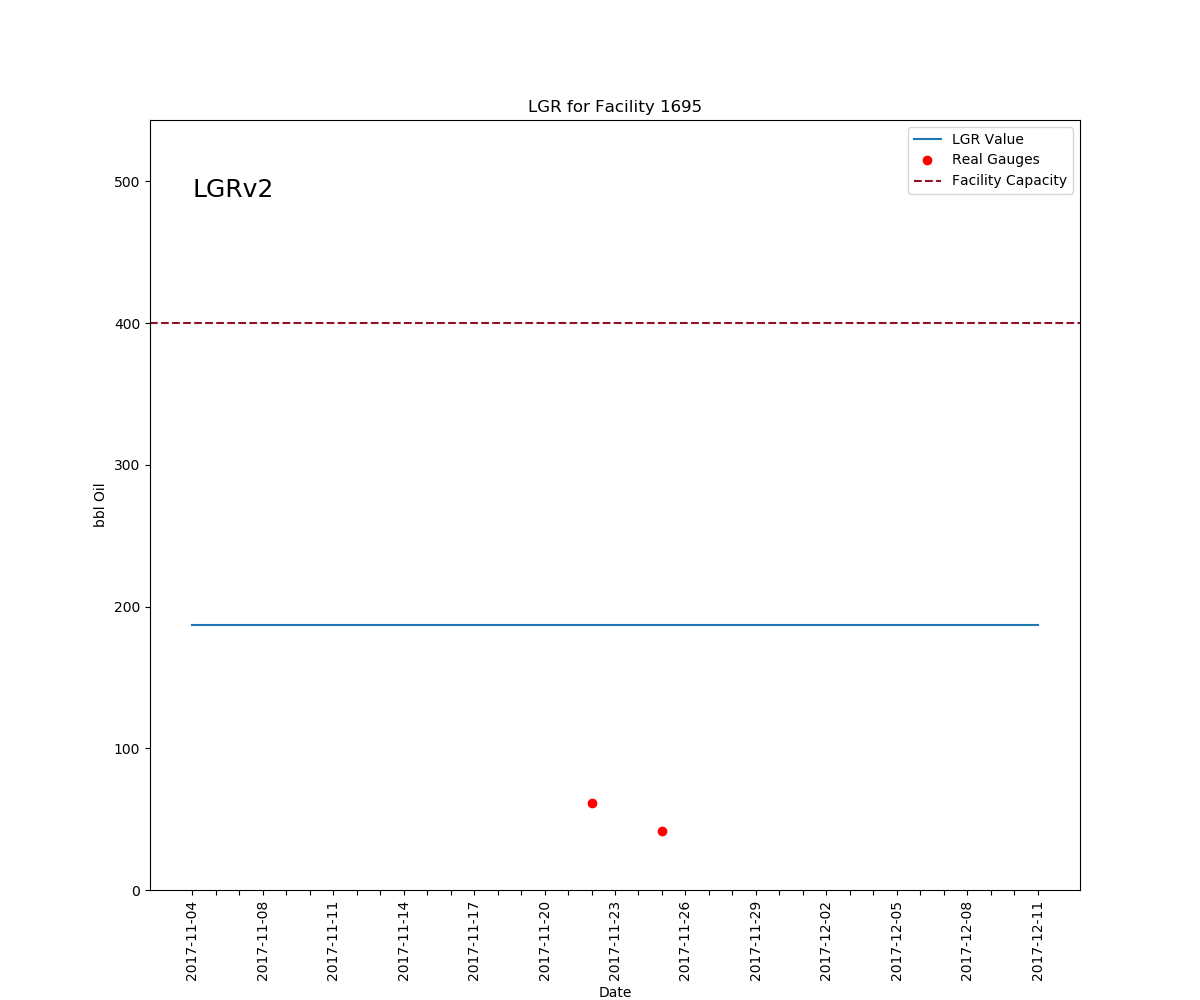 LGR for Facility 1695
LGRv2
LGR Value
Real Gauges
Facility Capacity
500
400
300
200
100
0
bbl Oil
2017-11-04
2017-11-08
2017-11-11
2017-11-14
2017-11-17
2017-11-20
2017-11-23
2017-11-26
2017-11-29
2017-12-02
2017-12-05
2017-12-08
2017-12-11
Date